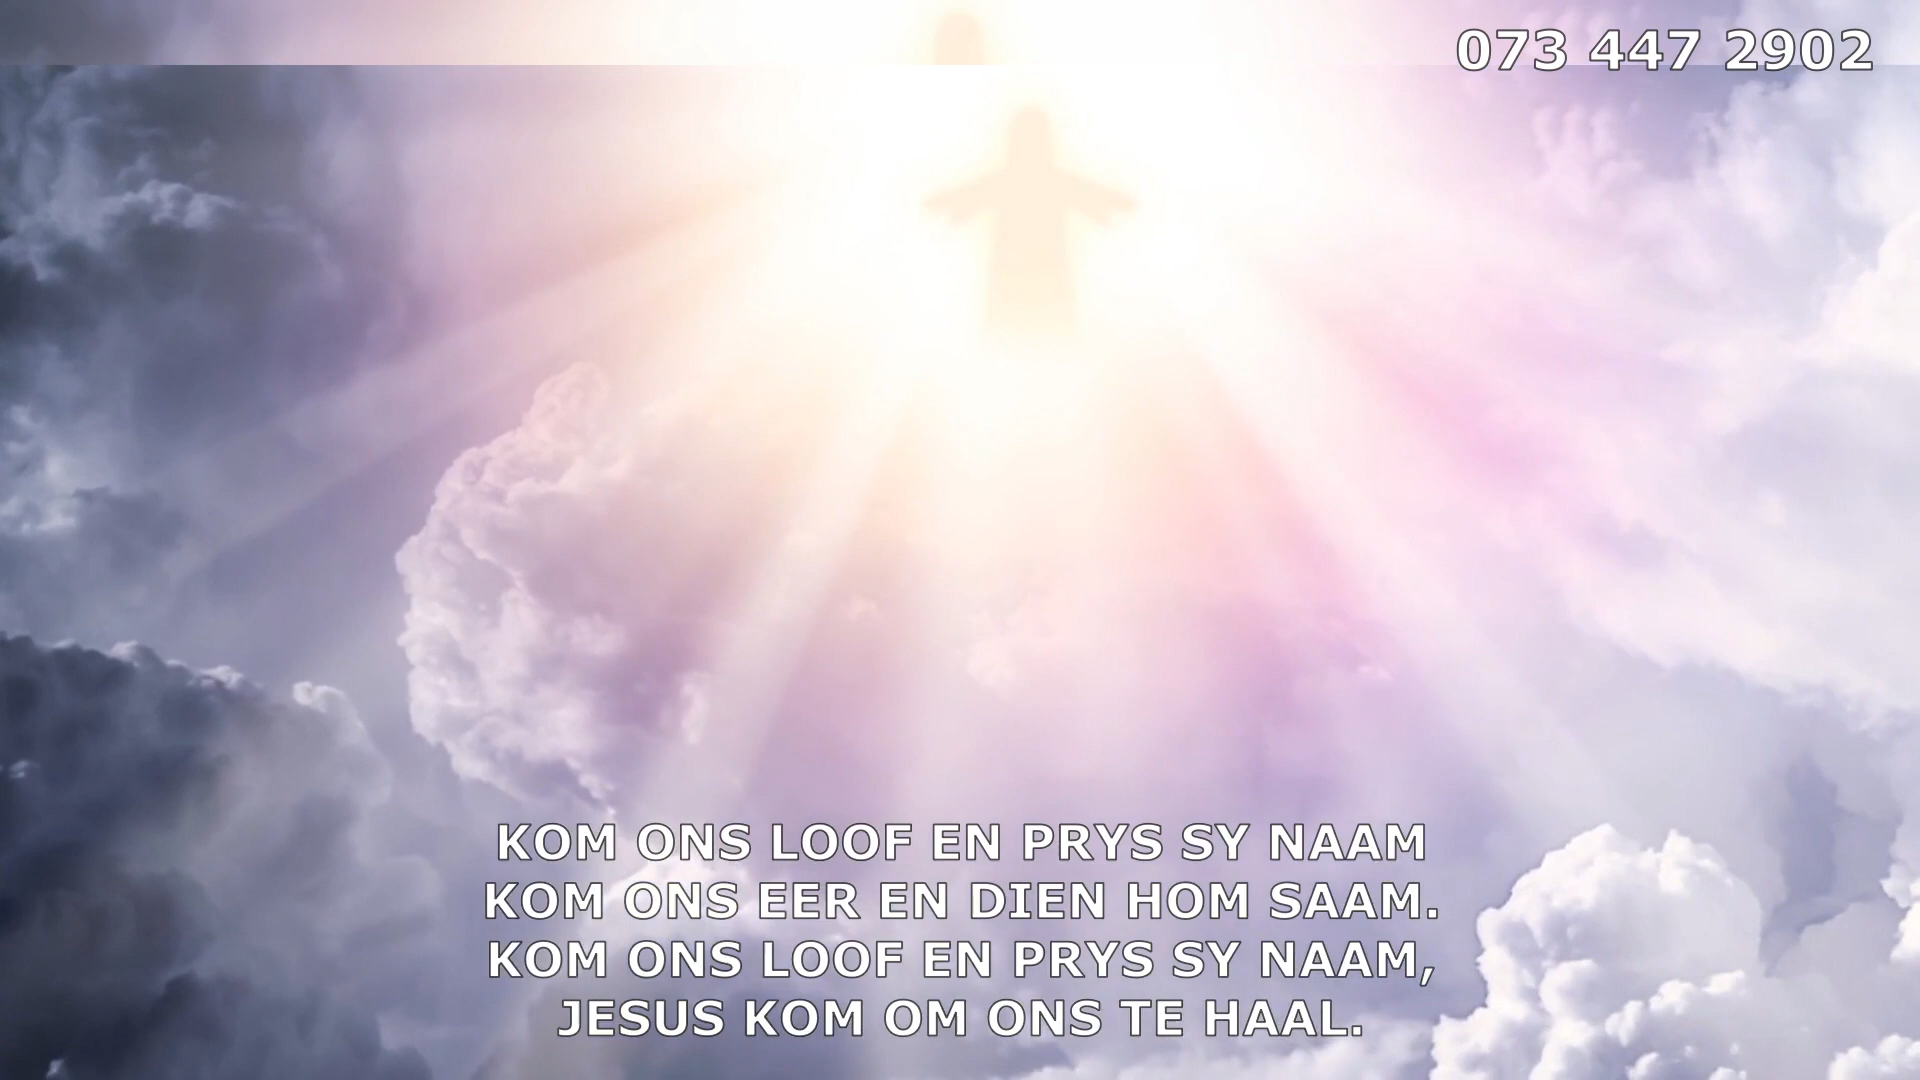 073 447 2902
KOM ONS LOOF EN PRYS SY NAAM
KOM ONS EER EN DIEN HOM SAAM.
KOM ONS LOOF EN PRYS SY NAAM,
JESUS KOM OM ONS TE HAAL.